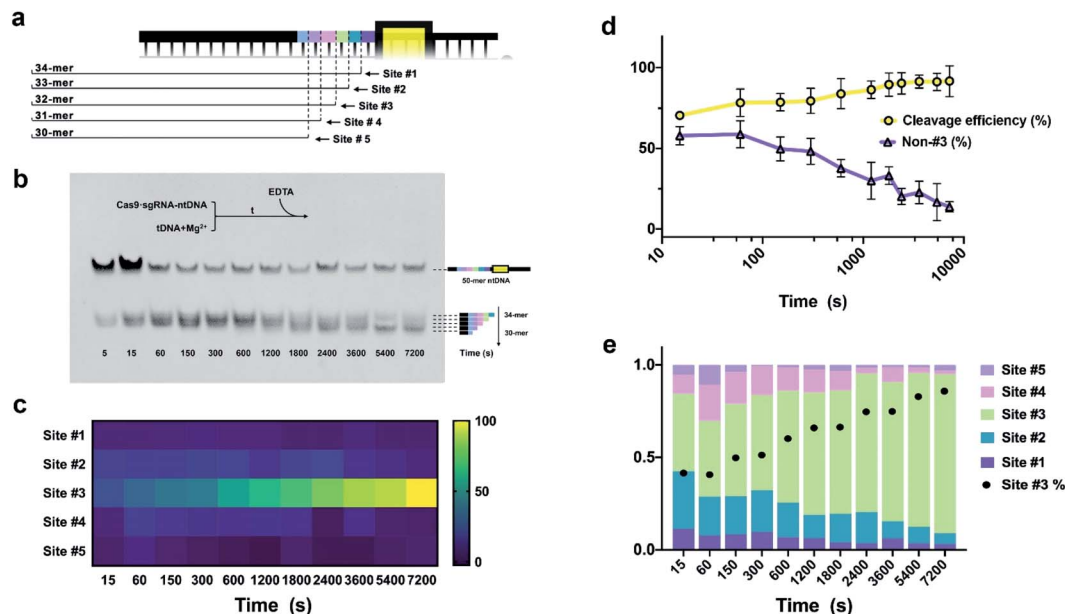 a
34-mer
Site #1
33-mer
Site #2
32-mer
Site #3
31-mer
Site # 4
30-mer
Site # 5
b
Cas9·sgRNA-ntDNA
tDNA+Mg²⁺
t
EDTA
50-mer ntDNA
34-mer
30-mer
5 15 60 150 300 600 1200 1800 2400 3600 5400 7200
Time (s)
c
Site #1
Site #2
Site #3
Site #4
Site #5
15 60 150 300 600 1200 1800 2400 3600 5400 7200
Time (s)
100
50
0
d
100
50
0
Cleavage efficiency (%)
Non-#3 (%)
10 100 1000 10000
Time (s)
e
1.0
0.5
0.0
15 60 150 300 600 1200 1800 2400 3600 5400 7200
Time (s)
Site #5
Site #4
Site #3
Site #2
Site #1
Site #3 %